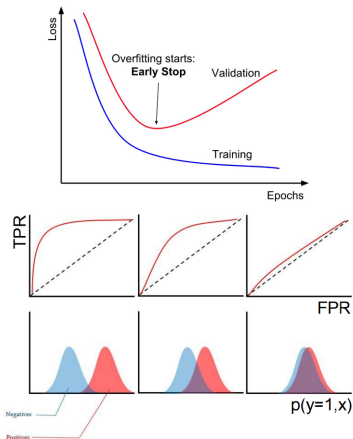 Loss
Overfitting starts:
Early Stop
Validation
Training
Epochs
TPR
FPR
Negatives
p(y=1,x)
Positives